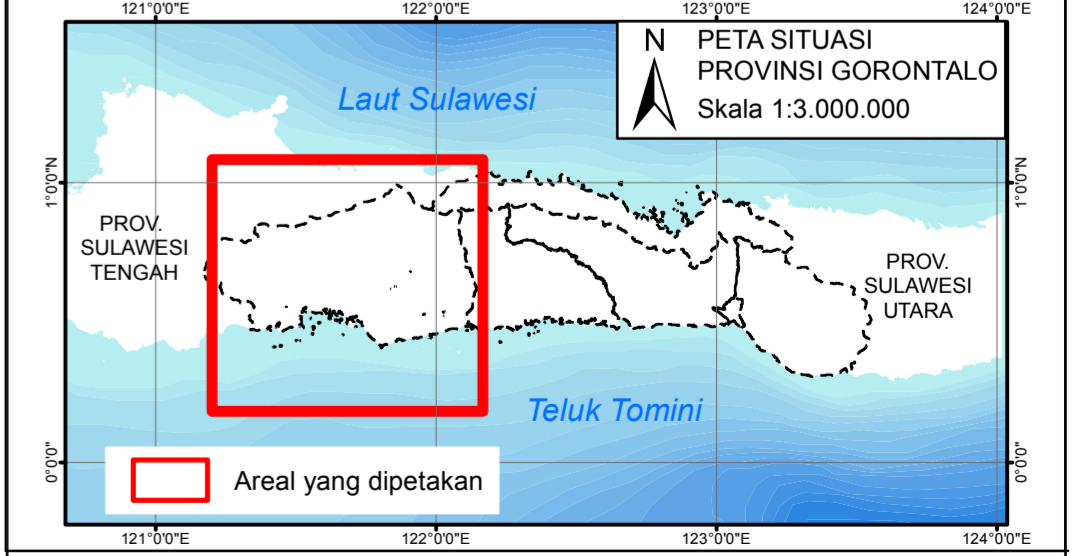 121°0'0"E
122°0'0"E
123°0'0"E
124°0'0"E
N
PETA SITUASI
PROVINSI GORONTALO
Skala 1:3.000.000
Laut Sulawesi
1°0'0"N
1°0'0"N
PROV.
SULAWESI
TENGAH
PROV.
SULAWESI
UTARA
Teluk Tomini
0°0'0"
0°0'0"
Areal yang dipetakan
121°0'0"E
122°0'0"E
123°0'0"E
124°0'0"E